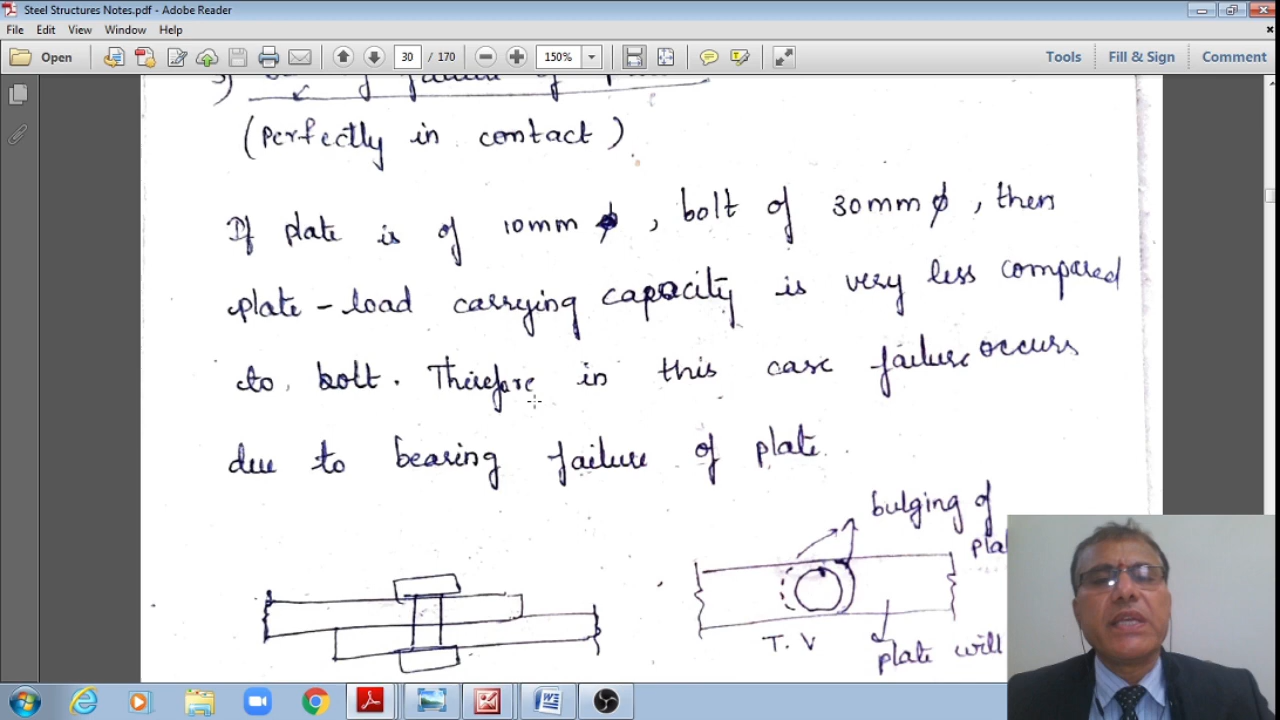 Steel Structures Notes.pdf - Adobe Reader
File Edit View Window Help
Open 30 / 170 150% Tools Fill & Sign Comment
(Perfectly in contact)
If plate is of 10mm , bolt of 30mm ϕ, then
plate - load carrying capacity is very less compared
to bolt. Therefore in this case failure occurs
due to bearing failure of plate.
bulging of
T. V
plate will